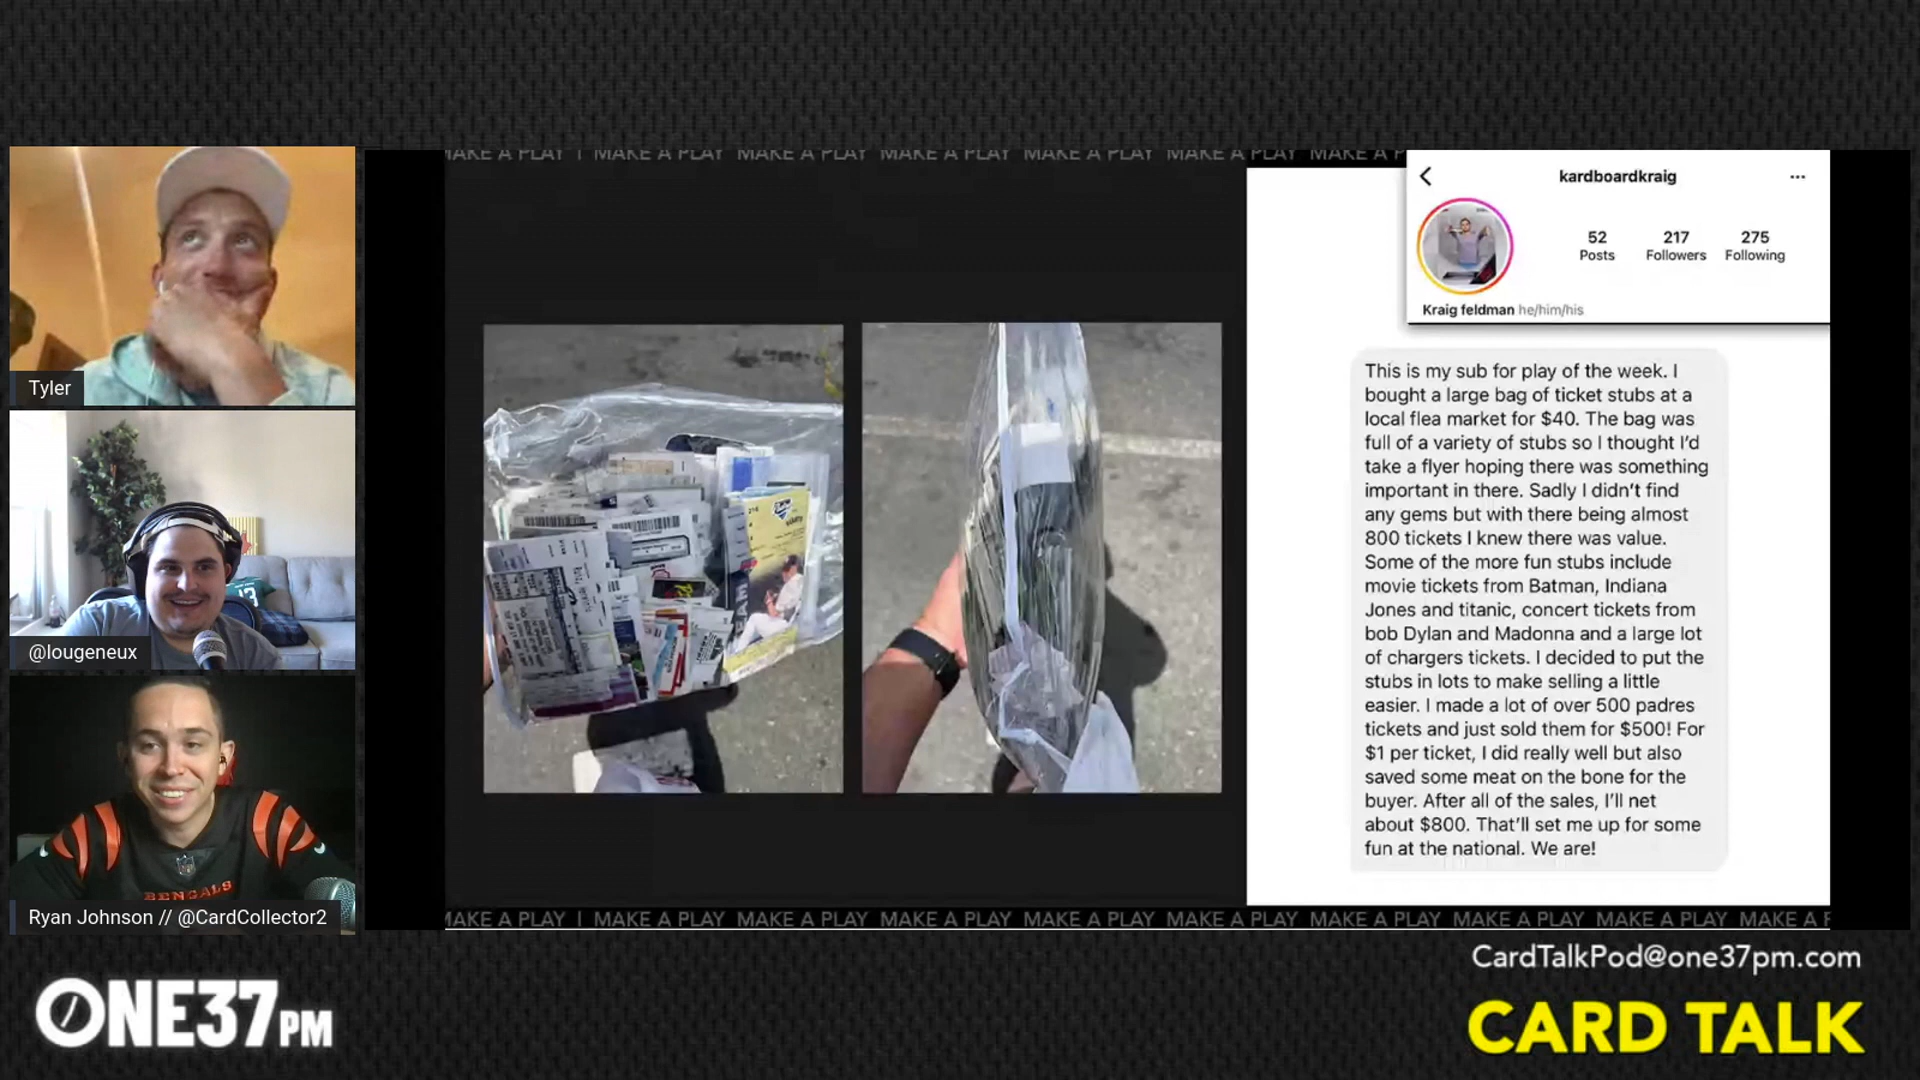 MAKE A PLAY | MAKE A PLAY MAKE A PLAY MAKE A PLAY MAKE A PLAY MAKE A PLAY MAKE A P
kardboardkraig
...
52
Posts
217
Followers
275
Following
Kraig feldman he/him/his
This is my sub for play of the week. I
bought a large bag of ticket stubs at a
local flea market for $40. The bag was
full of a variety of stubs so I thought I'd
take a flyer hoping there was something
important in there. Sadly I didn't find
any gems but with there being almost
800 tickets I knew there was value.
Some of the more fun stubs include
movie tickets from Batman, Indiana
Jones and titanic, concert tickets from
bob Dylan and Madonna and a large lot
of chargers tickets. I decided to put the
stubs in lots to make selling a little
easier. I made a lot of over 500 padres
tickets and just sold them for $500! For
$1 per ticket, I did really well but also
saved some meat on the bone for the
buyer. After all of the sales, I'll net
about $800. That'll set me up for some
fun at the national. We are!
Tyler
@lougeneux
BENGALS
Ryan Johnson // @CardCollector2
MAKE A PLAY | MAKE A PLAY MAKE A PLAY MAKE A PLAY MAKE A PLAY MAKE A PLAY MAKE A PLAY MAKE A PLAY MAKE A PLAY MAKE A P
CardTalkPod@one37pm.com
ONE37PM
CARD TALK